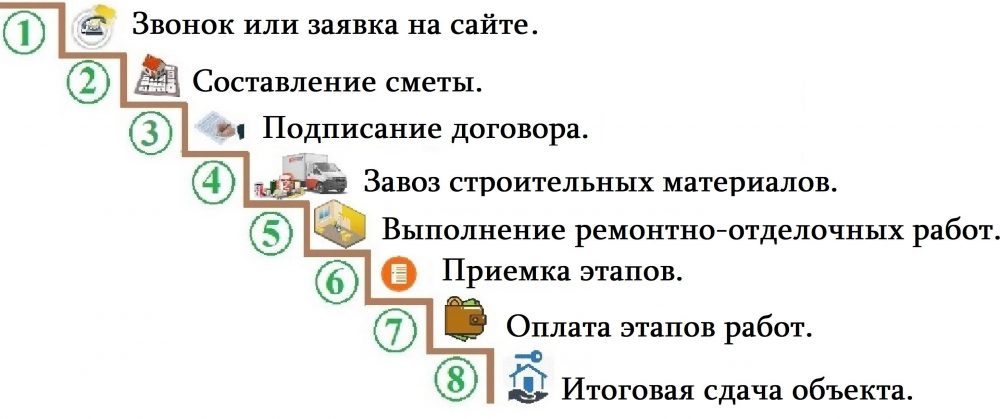 1 Звонок или заявка на сайте.
2 Составление сметы.
3 Подписание договора.
4 Завоз строительных материалов.
5 Выполнение ремонтно-отделочных работ.
6 Приемка этапов.
7 Оплата этапов работ.
8 Итоговая сдача объекта.